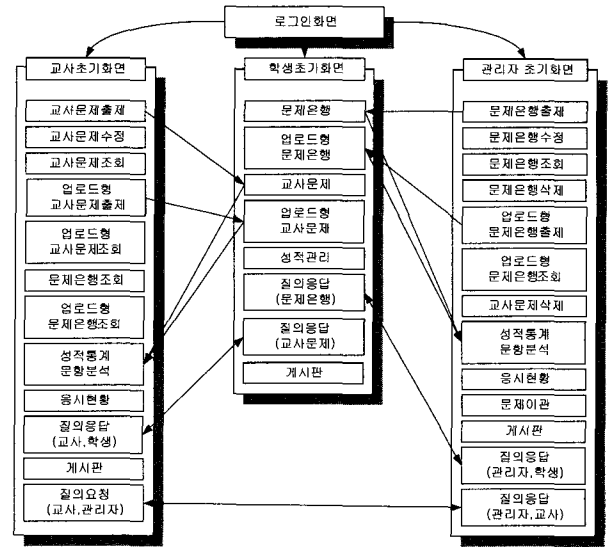 로그인화면
교사초기화면
교사문제출제
교사문제수정
교사문제조회
업로드형
교사문제출제
업로드형
교사문제조회
문제은행조회
업로드형
문제은행조회
성적통계
문항분석
응시현황
질의응답
(교사,학생)
게시판
질의요청
(교사,관리자)
학생초기화면
문제은행
업로드형
문제은행
교사문제
업로드형
교사문제
성적관리
질의응답
(문제은행)
질의응답
(교사문제)
게시판
관리자 초기화면
문제은행출제
문제은행수정
문제은행조회
문제은행삭제
업로드형
문제은행출제
업로드형
문제은행조회
교사문제삭제
성적통계
문항분석
응시현황
문제이관
게시판
질의응답
(관리자,학생)
질의응답
(관리자,교사)